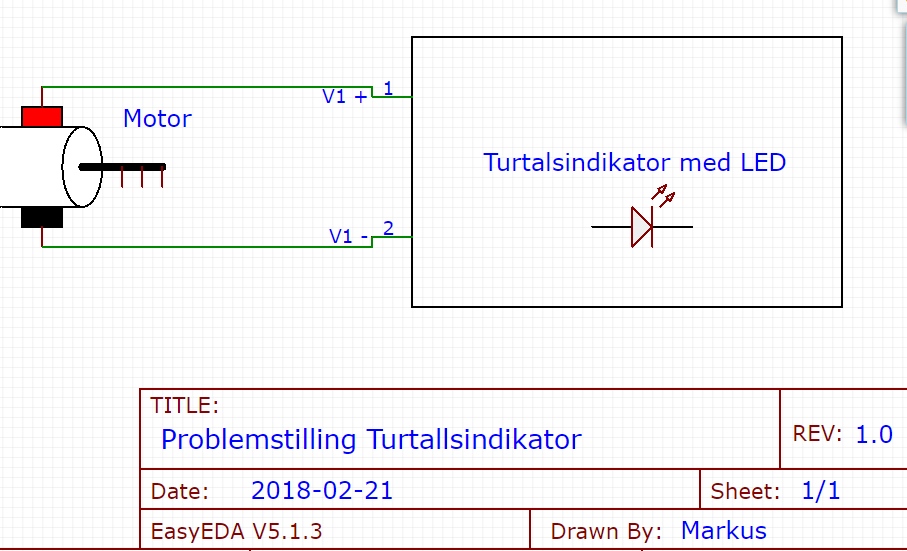 V1 + 1
Motor
Turtalsindikator med LED
V1 - 2
TITLE:
Problemstilling Turtallsindikator
REV: 1.0
Date: 2018-02-21
Sheet: 1/1
EasyEDA V5.1.3
Drawn By: Markus